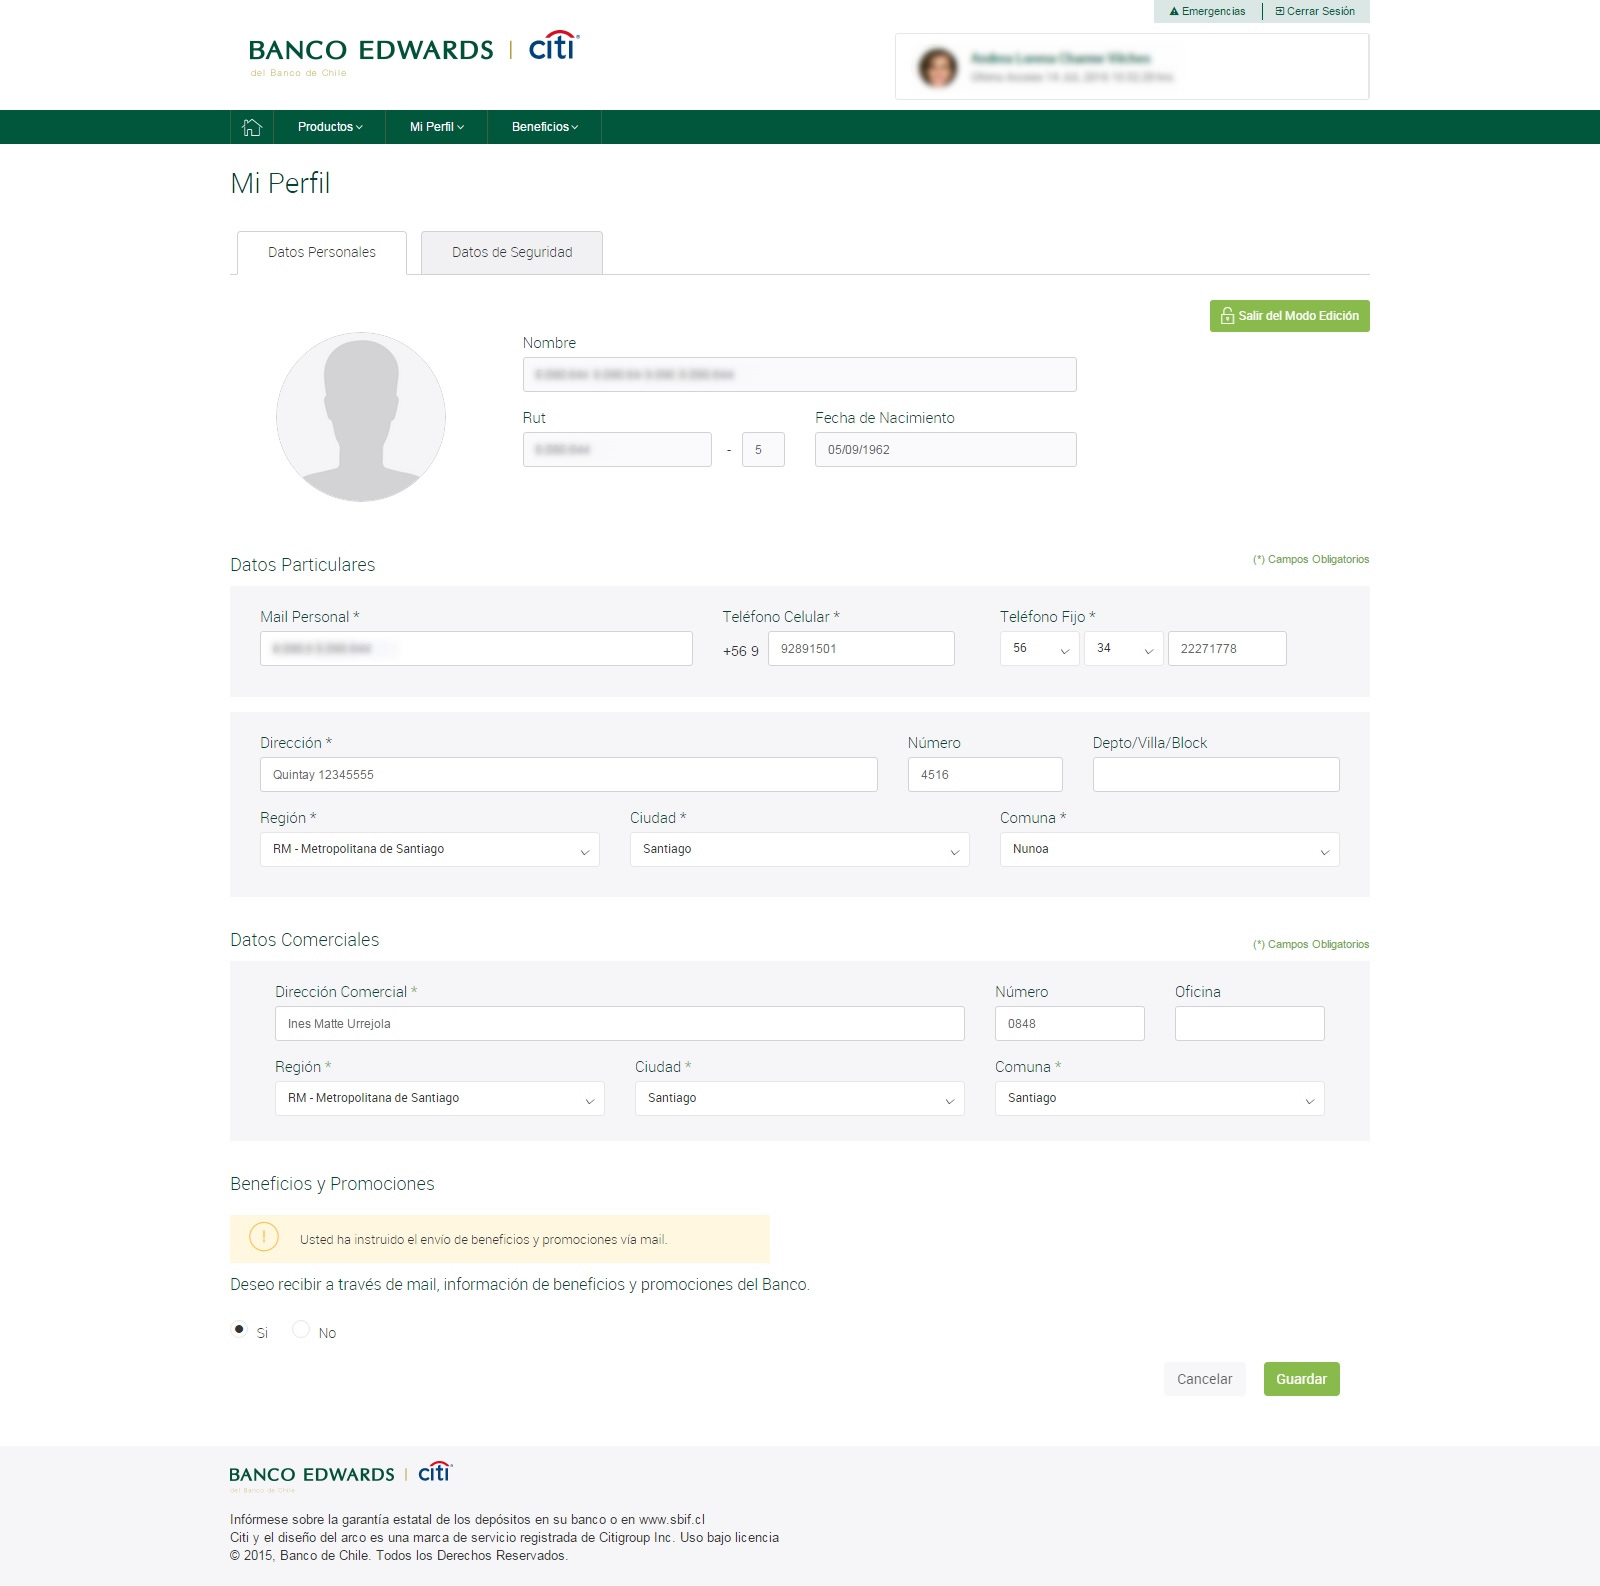 Emergencias Cerrar Sesión
BANCO EDWARDS | citi
del Banco de Chile
Productos Mi Perfil Beneficios
Mi Perfil
Datos Personales Datos de Seguridad
Salir del Modo Edición
Nombre
Rut Fecha de Nacimiento
- 5 05/09/1962
Datos Particulares (*) Campos Obligatorios
Mail Personal * Teléfono Celular * Teléfono Fijo *
+56 9 92891501 56 34 22271778
Dirección * Número Depto/Villa/Block
Quintay 12345555 4516
Región * Ciudad * Comuna *
RM - Metropolitana de Santiago Santiago Nunoa
Datos Comerciales (*) Campos Obligatorios
Dirección Comercial * Número Oficina
Ines Matte Urrejola 0848
Región * Ciudad * Comuna *
RM - Metropolitana de Santiago Santiago Santiago
Beneficios y Promociones
! Usted ha instruido el envío de beneficios y promociones vía mail.
Deseo recibir a través de mail, información de beneficios y promociones del Banco.
Si No
Cancelar Guardar
BANCO EDWARDS | citi
del Banco de Chile
Infórmese sobre la garantía estatal de los depósitos en su banco o en www.sbif.cl
Citi y el diseño del arco es una marca de servicio registrada de Citigroup Inc. Uso bajo licencia
© 2015, Banco de Chile. Todos los Derechos Reservados.